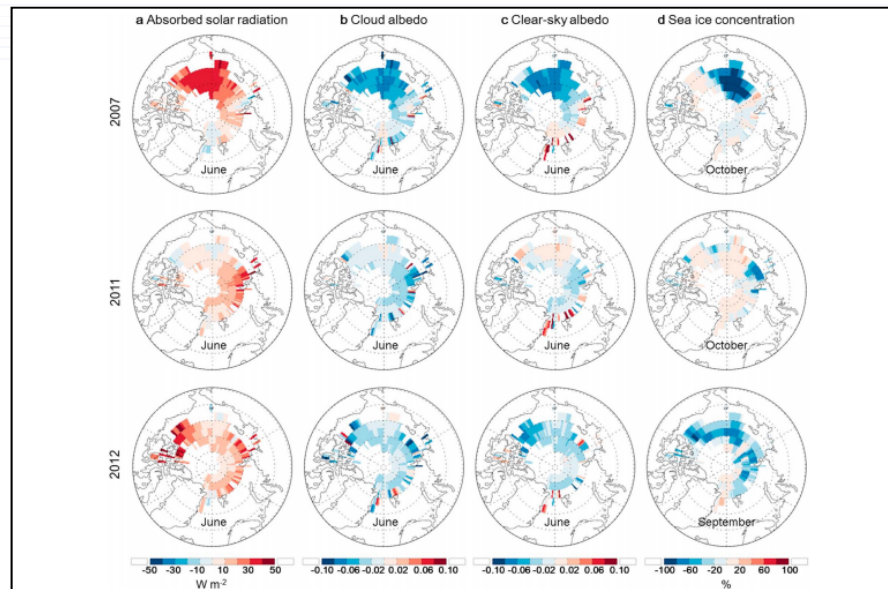 a Absorbed solar radiation b Cloud albedo c Clear-sky albedo d Sea ice concentration
2007
June June June October
2011
June June June October
2012
June June June September
-50 -30 -10 10 30 50 -0.10 -0.06 -0.02 0.02 0.06 0.10 -0.10 -0.06 -0.02 0.02 0.06 0.10 -100 -60 -20 20 60 100
W m-2 %